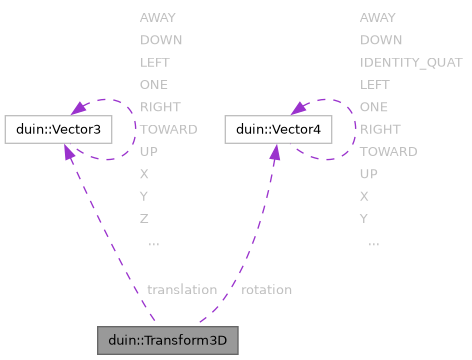 AWAY
DOWN
LEFT
ONE
RIGHT
TOWARD
UP
X
Y
Z
...
AWAY
DOWN
IDENTITY_QUAT
LEFT
ONE
RIGHT
TOWARD
UP
X
Y
...
duin::Vector3
duin::Vector4
translation
rotation
duin::Transform3D